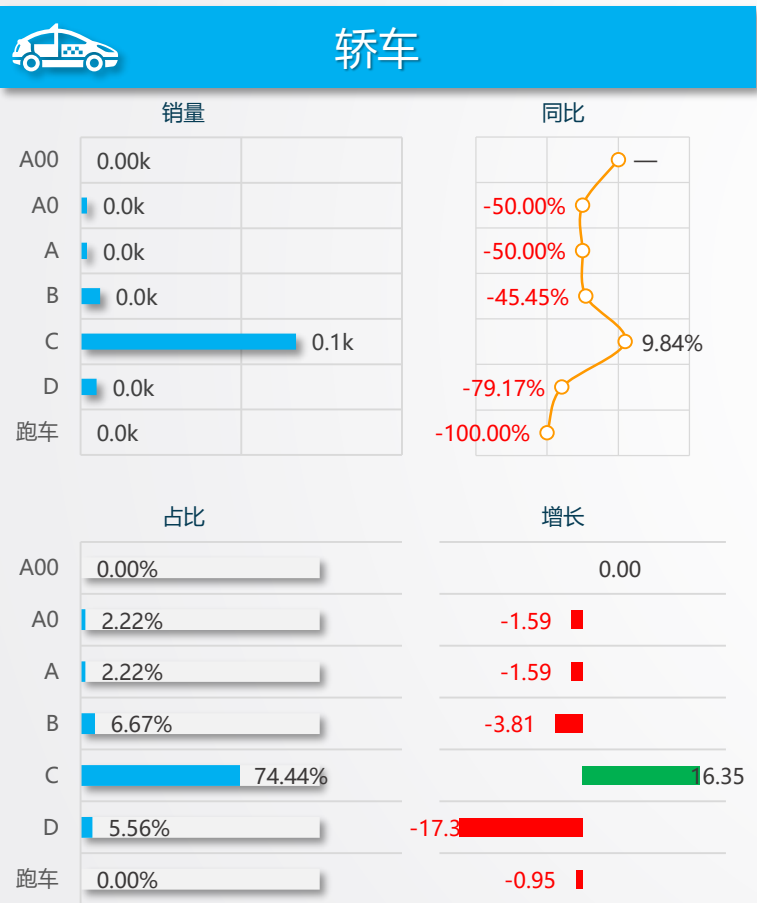 轿车
销量 同比
A00 0.00k —
A0 0.0k -50.00%
A 0.0k -50.00%
B 0.0k -45.45%
C 0.1k 9.84%
D 0.0k -79.17%
跑车 0.0k -100.00%
占比 增长
A00 0.00% 0.00
A0 2.22% -1.59
A 2.22% -1.59
B 6.67% -3.81
C 74.44% 16.35
D 5.56% -17.3
跑车 0.00% -0.95